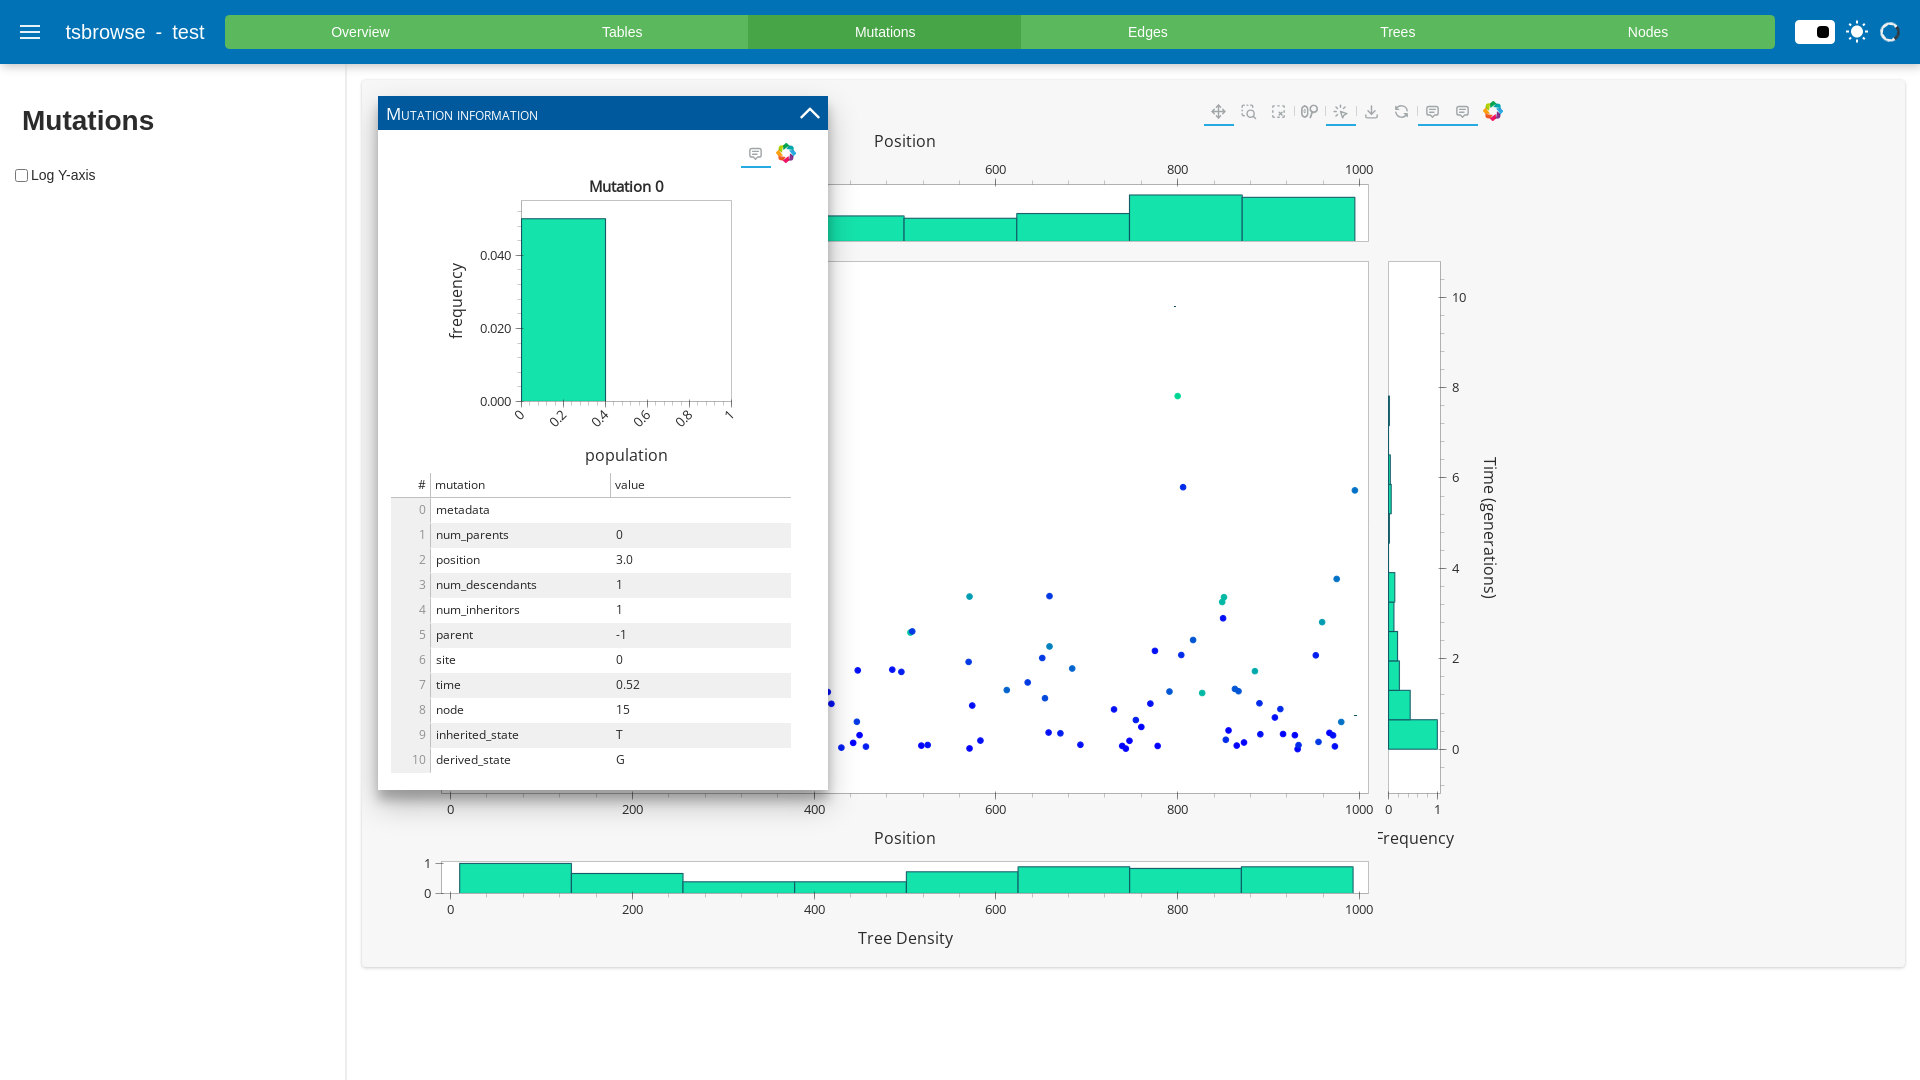 tsbrowse - test
Overview
Tables
Mutations
Edges
Trees
Nodes
Mutations
Log Y-axis
Mutation information
Mutation 0
frequency
0.040
0.020
0.000
0 0.2 0.4 0.6 0.8 1
population
# mutation value
0 metadata
1 num_parents 0
2 position 3.0
3 num_descendants 1
4 num_inheritors 1
5 parent -1
6 site 0
7 time 0.52
8 node 15
9 inherited_state T
10 derived_state G
Position
600 800 1000
10
8
6
4
2
0
Time (generations)
0 200 400 600 800 1000
Position
0 1
Frequency
1
0
0 200 400 600 800 1000
Tree Density